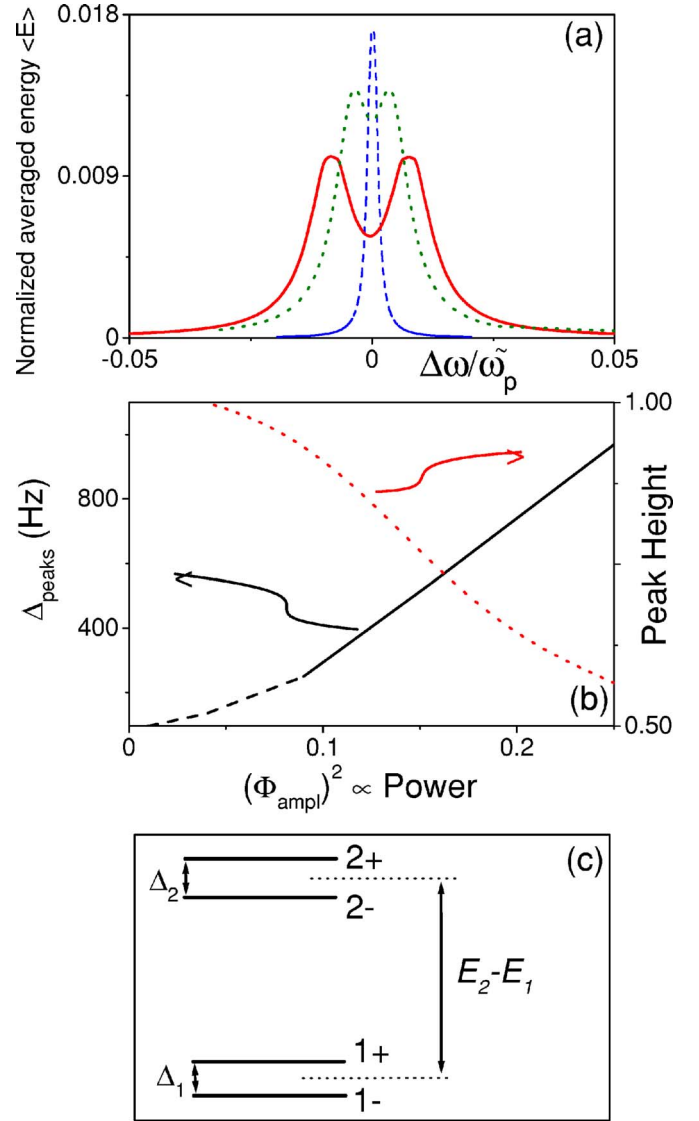 0.018
(a)
Normalized averaged energy <E>
0.009
0
-0.05
0
Δω/ω̃p
0.05
(b)
Δpeaks (Hz)
800
400
1.00
Peak Height
0.50
0
0.1
0.2
(Φampl)² ∝ Power
(c)
2+
Δ2
2-
E2-E1
1+
Δ1
1-